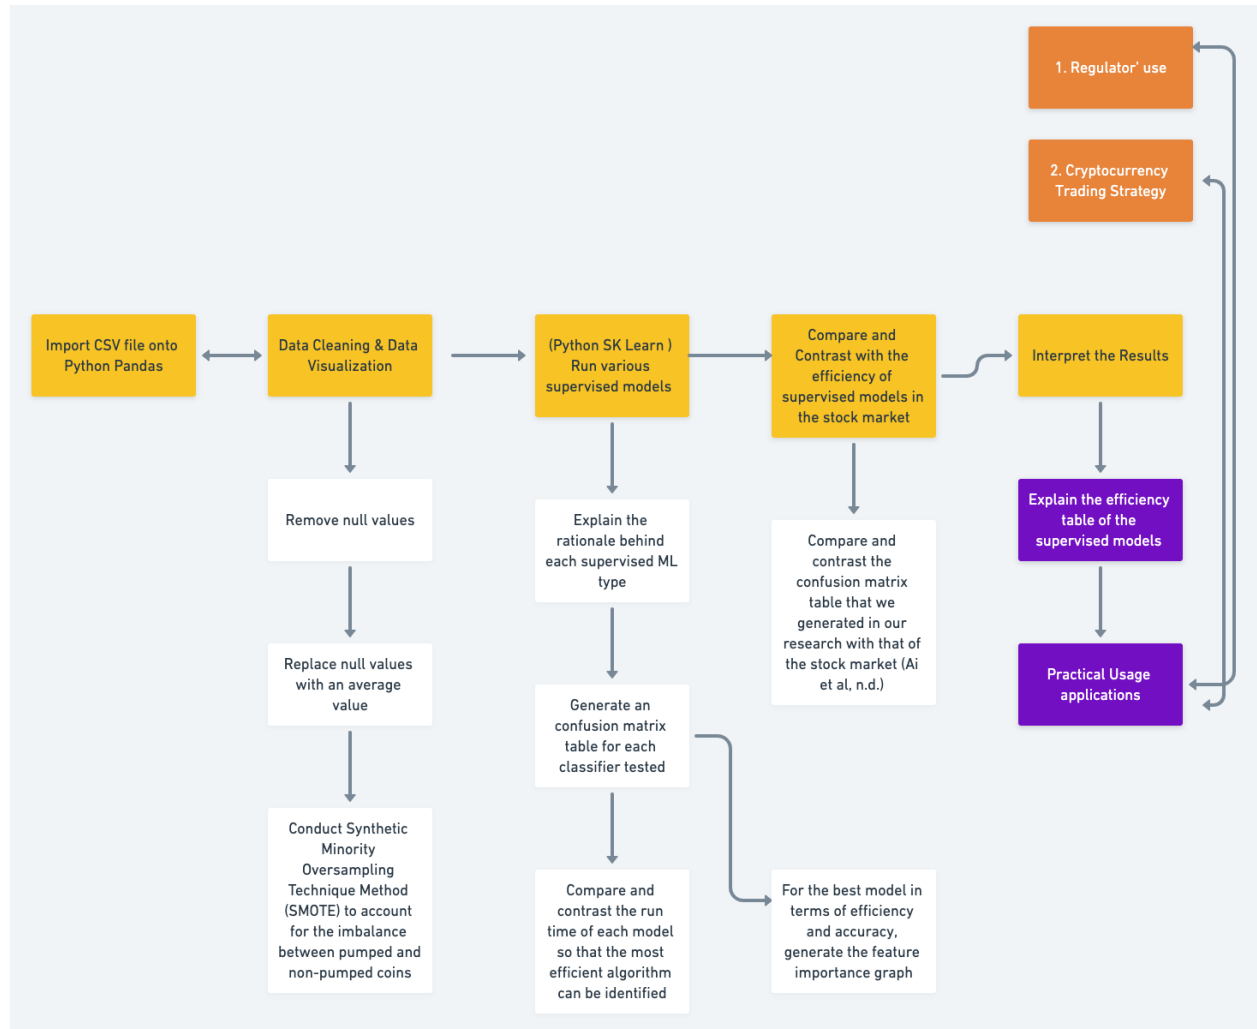 1. Regulator' use
2. Cryptocurrency
Trading Strategy
Import CSV file onto
Python Pandas
Data Cleaning & Data
Visualization
(Python SK Learn )
Run various
supervised models
Compare and
Contrast with the
efficiency of
supervised models in
the stock market
Interpret the Results
Remove null values
Replace null values
with an average
value
Conduct Synthetic
Minority
Oversampling
Technique Method
(SMOTE) to account
for the imbalance
between pumped and
non-pumped coins
Explain the
rationale behind
each supervised ML
type
Generate an
confusion matrix
table for each
classifier tested
Compare and
contrast the run
time of each model
so that the most
efficient algorithm
can be identified
Compare and
contrast the
confusion matrix
table that we
generated in our
research with that of
the stock market (Ai
et al, n.d.)
For the best model in
terms of efficiency
and accuracy,
generate the feature
importance graph
Explain the efficiency
table of the
supervised models
Practical Usage
applications